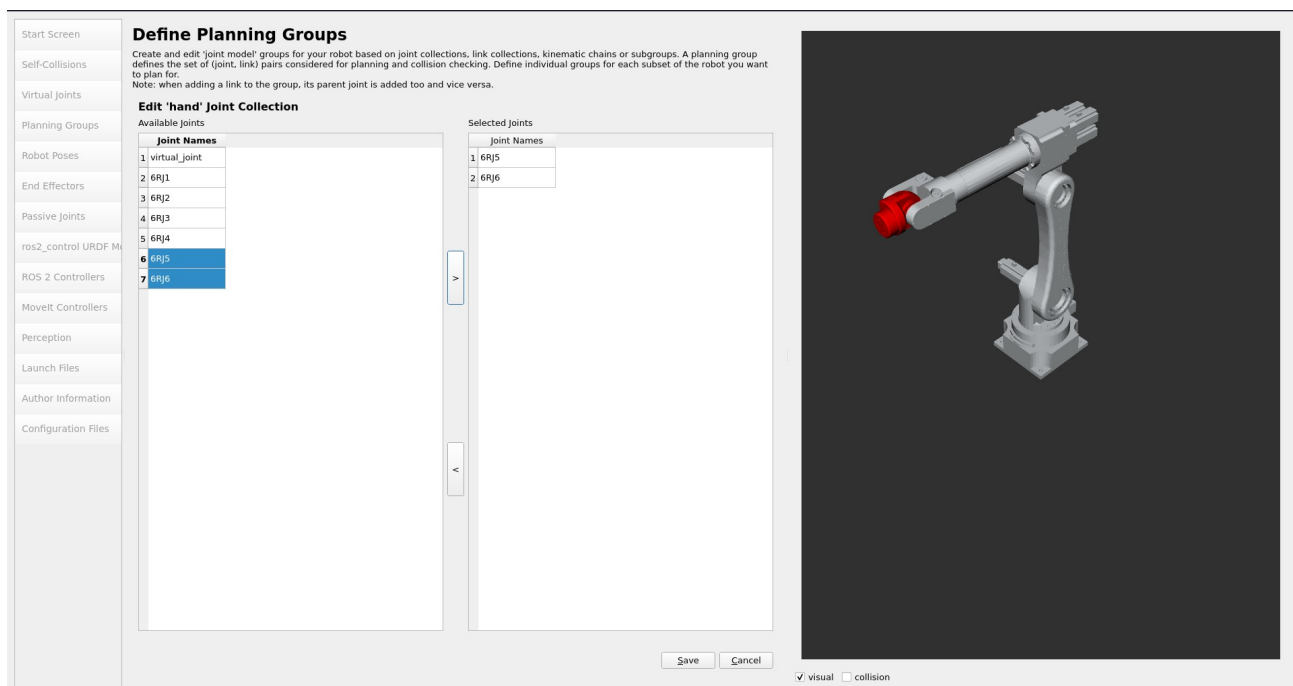 Start Screen
Self-Collisions
Virtual Joints
Planning Groups
Robot Poses
End Effectors
Passive Joints
ros2_control URDF M
ROS 2 Controllers
MoveIt Controllers
Perception
Launch Files
Author Information
Configuration Files
Define Planning Groups
Create and edit 'joint model' groups for your robot based on joint collections, link collections, kinematic chains or subgroups. A planning group
defines the set of (joint, link) pairs considered for planning and collision checking. Define individual groups for each subset of the robot you want
to plan for.
Note: when adding a link to the group, its parent joint is added too and vice versa.
Edit 'hand' Joint Collection
Available Joints
Joint Names
1 virtual_joint
2 6RJ1
3 6RJ2
4 6RJ3
5 6RJ4
6 6RJ5
7 6RJ6
>
<
Selected Joints
Joint Names
1 6RJ5
2 6RJ6
Save Cancel
visual collision